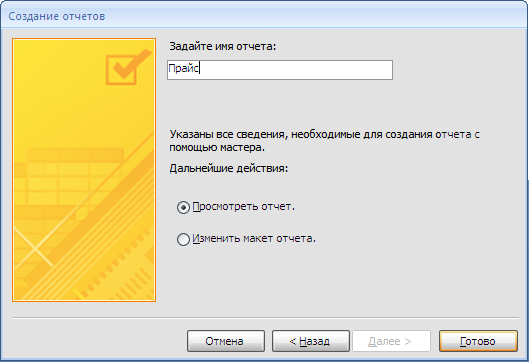 Создание отчетов
Задайте имя отчета:
Прайс
Указаны все сведения, необходимые для создания отчета с
помощью мастера.
Дальнейшие действия:
Просмотреть отчет.
Изменить макет отчета.
Отмена
< Назад
Далее >
Готово